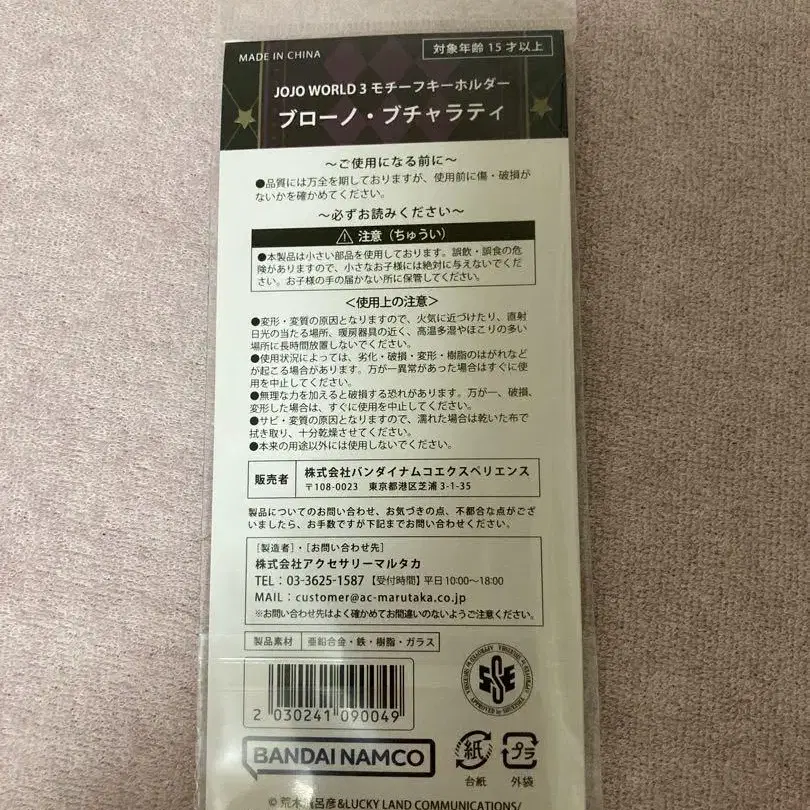 MADE IN CHINA
対象年齢 15 才以上
JOJO WORLD 3 モチーフキーホルダー
ブローノ・ブチャラティ
～ご使用になる前に～
●品質には万全を期しておりますが、使用前に傷・破損が
ないかを確かめてください。
～必ずお読みください～
⚠ 注意（ちゅうい）
●本製品は小さい部品を使用しております。誤飲・誤食の危
険がありますので、小さなお子様には絶対に与えないでくだ
さい。お子様の手の届かない所に保管してください。
＜使用上の注意＞
●変形・変質の原因となりますので、火気に近づけたり、直射
日光の当たる場所、暖房器具の近く、高温多湿やほこりの多い
場所に長時間放置しないでください。
●使用状況によっては、劣化・破損・変形・樹脂のはがれなど
が起こる場合があります。万が一異常があった場合はすぐに使
用を中止してください。
●無理な力を加えると破損する恐れがあります。万が一、破損、
変形した場合は、すぐに使用を中止してください。
●サビ・変質の原因となりますので、濡れた場合は乾いた布で
拭き取り、十分乾燥させてください。
●本来の用途以外には使用しないでください。
販売者
株式会社バンダイナムコエクスペリエンス
〒108-0023 東京都港区芝浦 3-1-35
製品についてのお問い合わせ、お気づきの点、不都合な点がござ
いましたら、お手数ですが下記までお問い合わせください。
［製造者］・［お問い合わせ先］
株式会社アクセサリーマルタカ
TEL：03-3625-1587【受付時間】平日 10:00～18:00
MAIL：customer@ac-marutaka.co.jp
※お問い合わせ先はよく確かめてお間違いのないようご注意ください。
製品素材 亜鉛合金・鉄・樹脂・ガラス
2 030241 090049
BANDAI NAMCO
紙
台紙
プラ
外袋
© 荒木飛呂彦&LUCKY LAND COMMUNICATIONS/